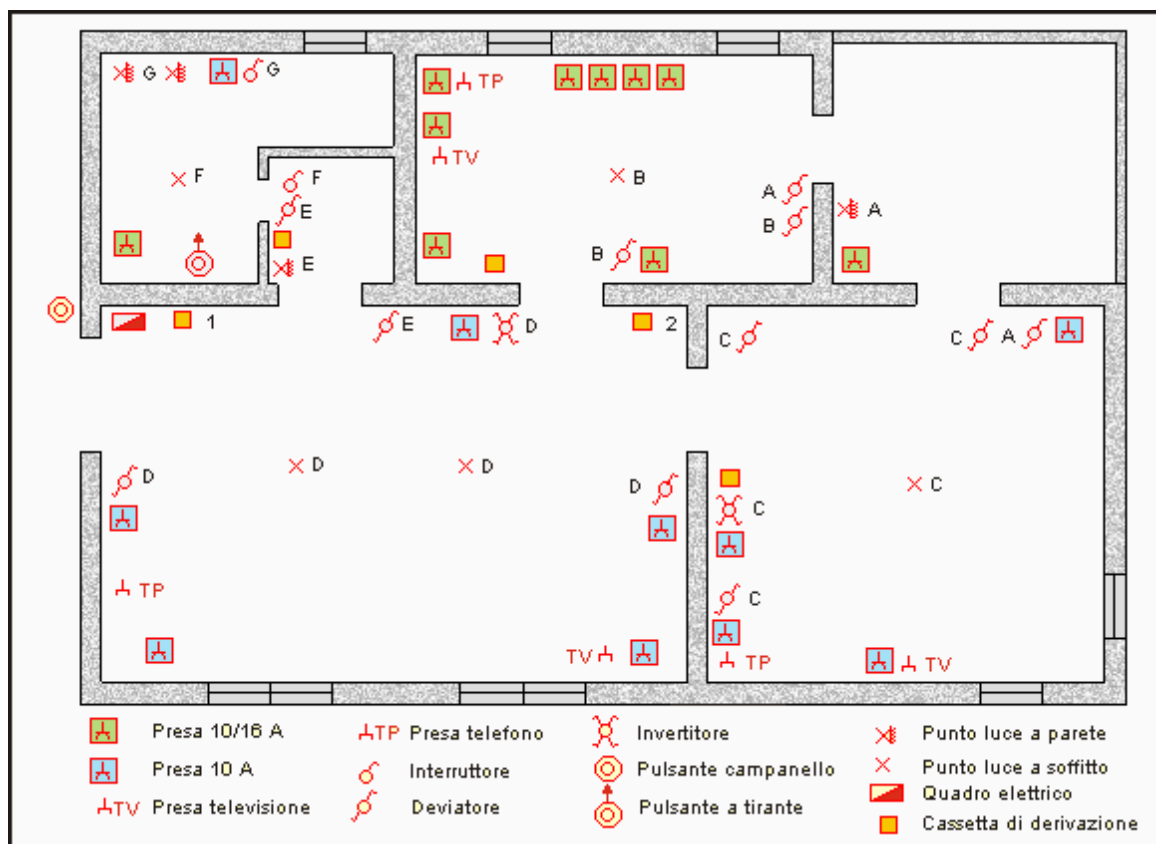 G G
TP
TV
F F B
E A
B A
E B
1 E D 2 C C A
D D D D C
C
TP C
TV TP TV
Presa 10/16 A TP Presa telefono Invertitore Punto luce a parete
Presa 10 A Interruttore Pulsante campanello Punto luce a soffitto
TV Presa televisione Deviatore Pulsante a tirante Quadro elettrico
Cassetta di derivazione